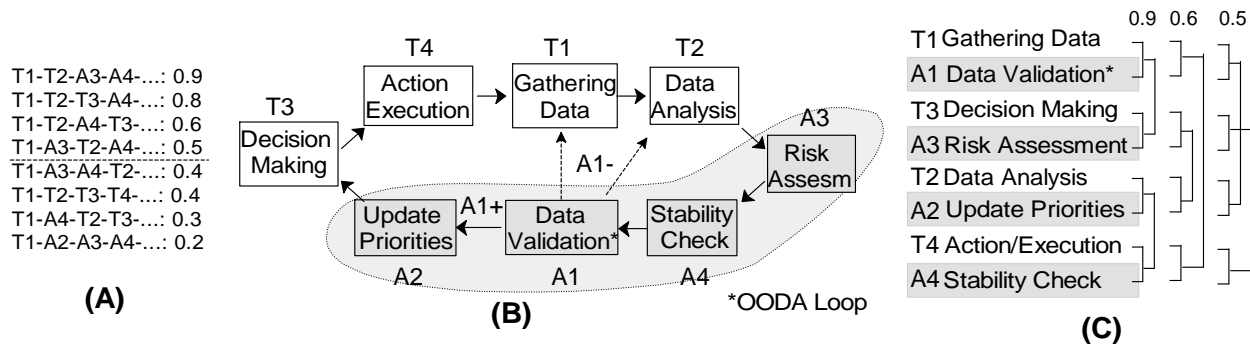 T1-T2-A3-A4-...: 0.9
T1-T2-T3-A4-...: 0.8
T1-T2-A4-T3-...: 0.6
T1-A3-T2-A4-...: 0.5
T1-A3-A4-T2-...: 0.4
T1-T2-T3-T4-...: 0.4
T1-A4-T2-T3-...: 0.3
T1-A2-A3-A4-...: 0.2
(A)
T4
T1
T2
Action
Execution
Gathering
Data
Data
Analysis
T3
Decision
Making
A3
Risk
Assesm
A1-
A1+
Update
Priorities
Data
Validation*
Stability
Check
A2
A1
A4
*OODA Loop
(B)
0.9
0.6
0.5
T1 Gathering Data
A1 Data Validation*
T3 Decision Making
A3 Risk Assessment
T2 Data Analysis
A2 Update Priorities
T4 Action/Execution
A4 Stability Check
(C)